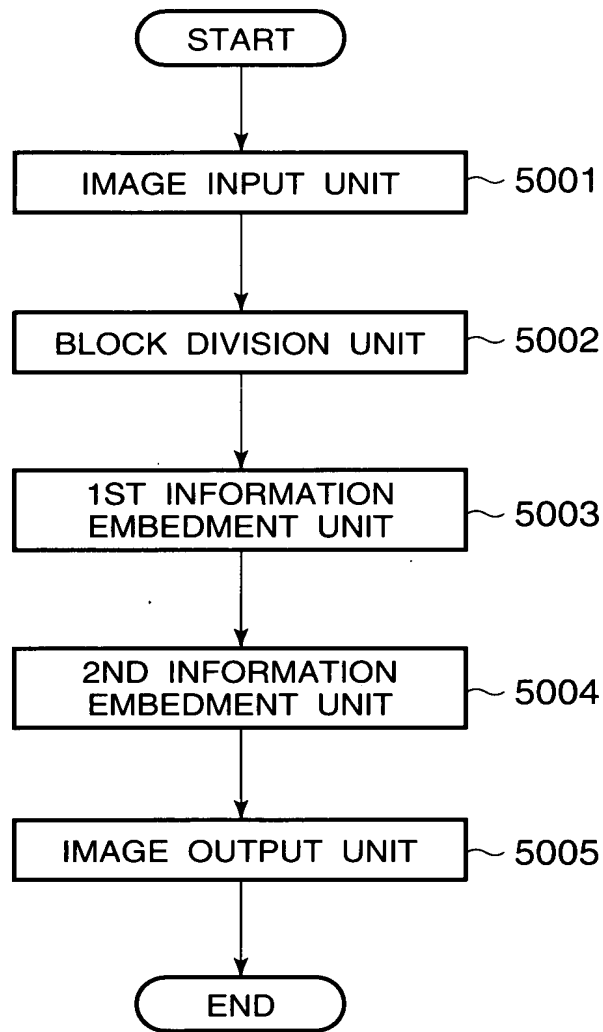 START
IMAGE INPUT UNIT
5001
BLOCK DIVISION UNIT
5002
1ST INFORMATION
EMBEDMENT UNIT
5003
2ND INFORMATION
EMBEDMENT UNIT
5004
IMAGE OUTPUT UNIT
5005
END